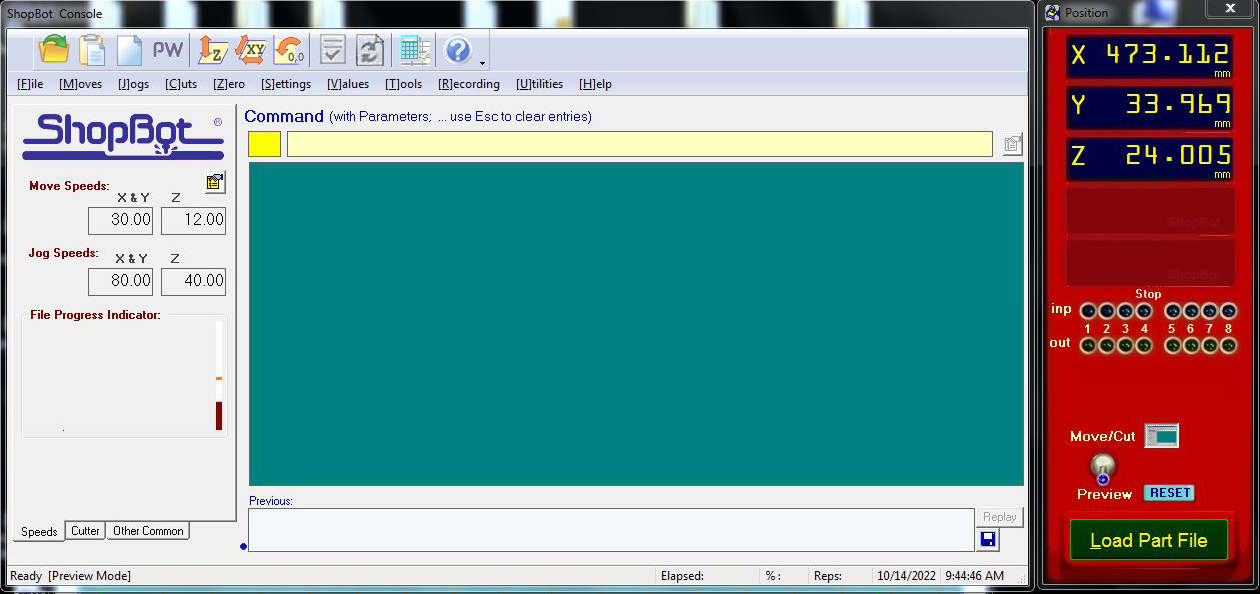 ShopBot Console
PW
Z
XY
0,0
?
[F]ile [M]oves [J]ogs [C]uts [Z]ero [S]ettings [V]alues [T]ools [R]ecording [U]tilities [H]elp
ShopBot ®
Move Speeds:
X & Y Z
30.00 12.00
Jog Speeds:
X & Y Z
80.00 40.00
File Progress Indicator:
Speeds Cutter Other Common
Command (with Parameters; ... use Esc to clear entries)
Previous:
Replay
Ready [Preview Mode] Elapsed: % : Reps: 10/14/2022 9:44:46 AM
Position X
X 473.112
mm
Y 33.969
mm
Z 24.005
mm
ShopBot
ShopBot
Stop
inp
1 2 3 4 5 6 7 8
out
Move/Cut
Preview RESET
Load Part File